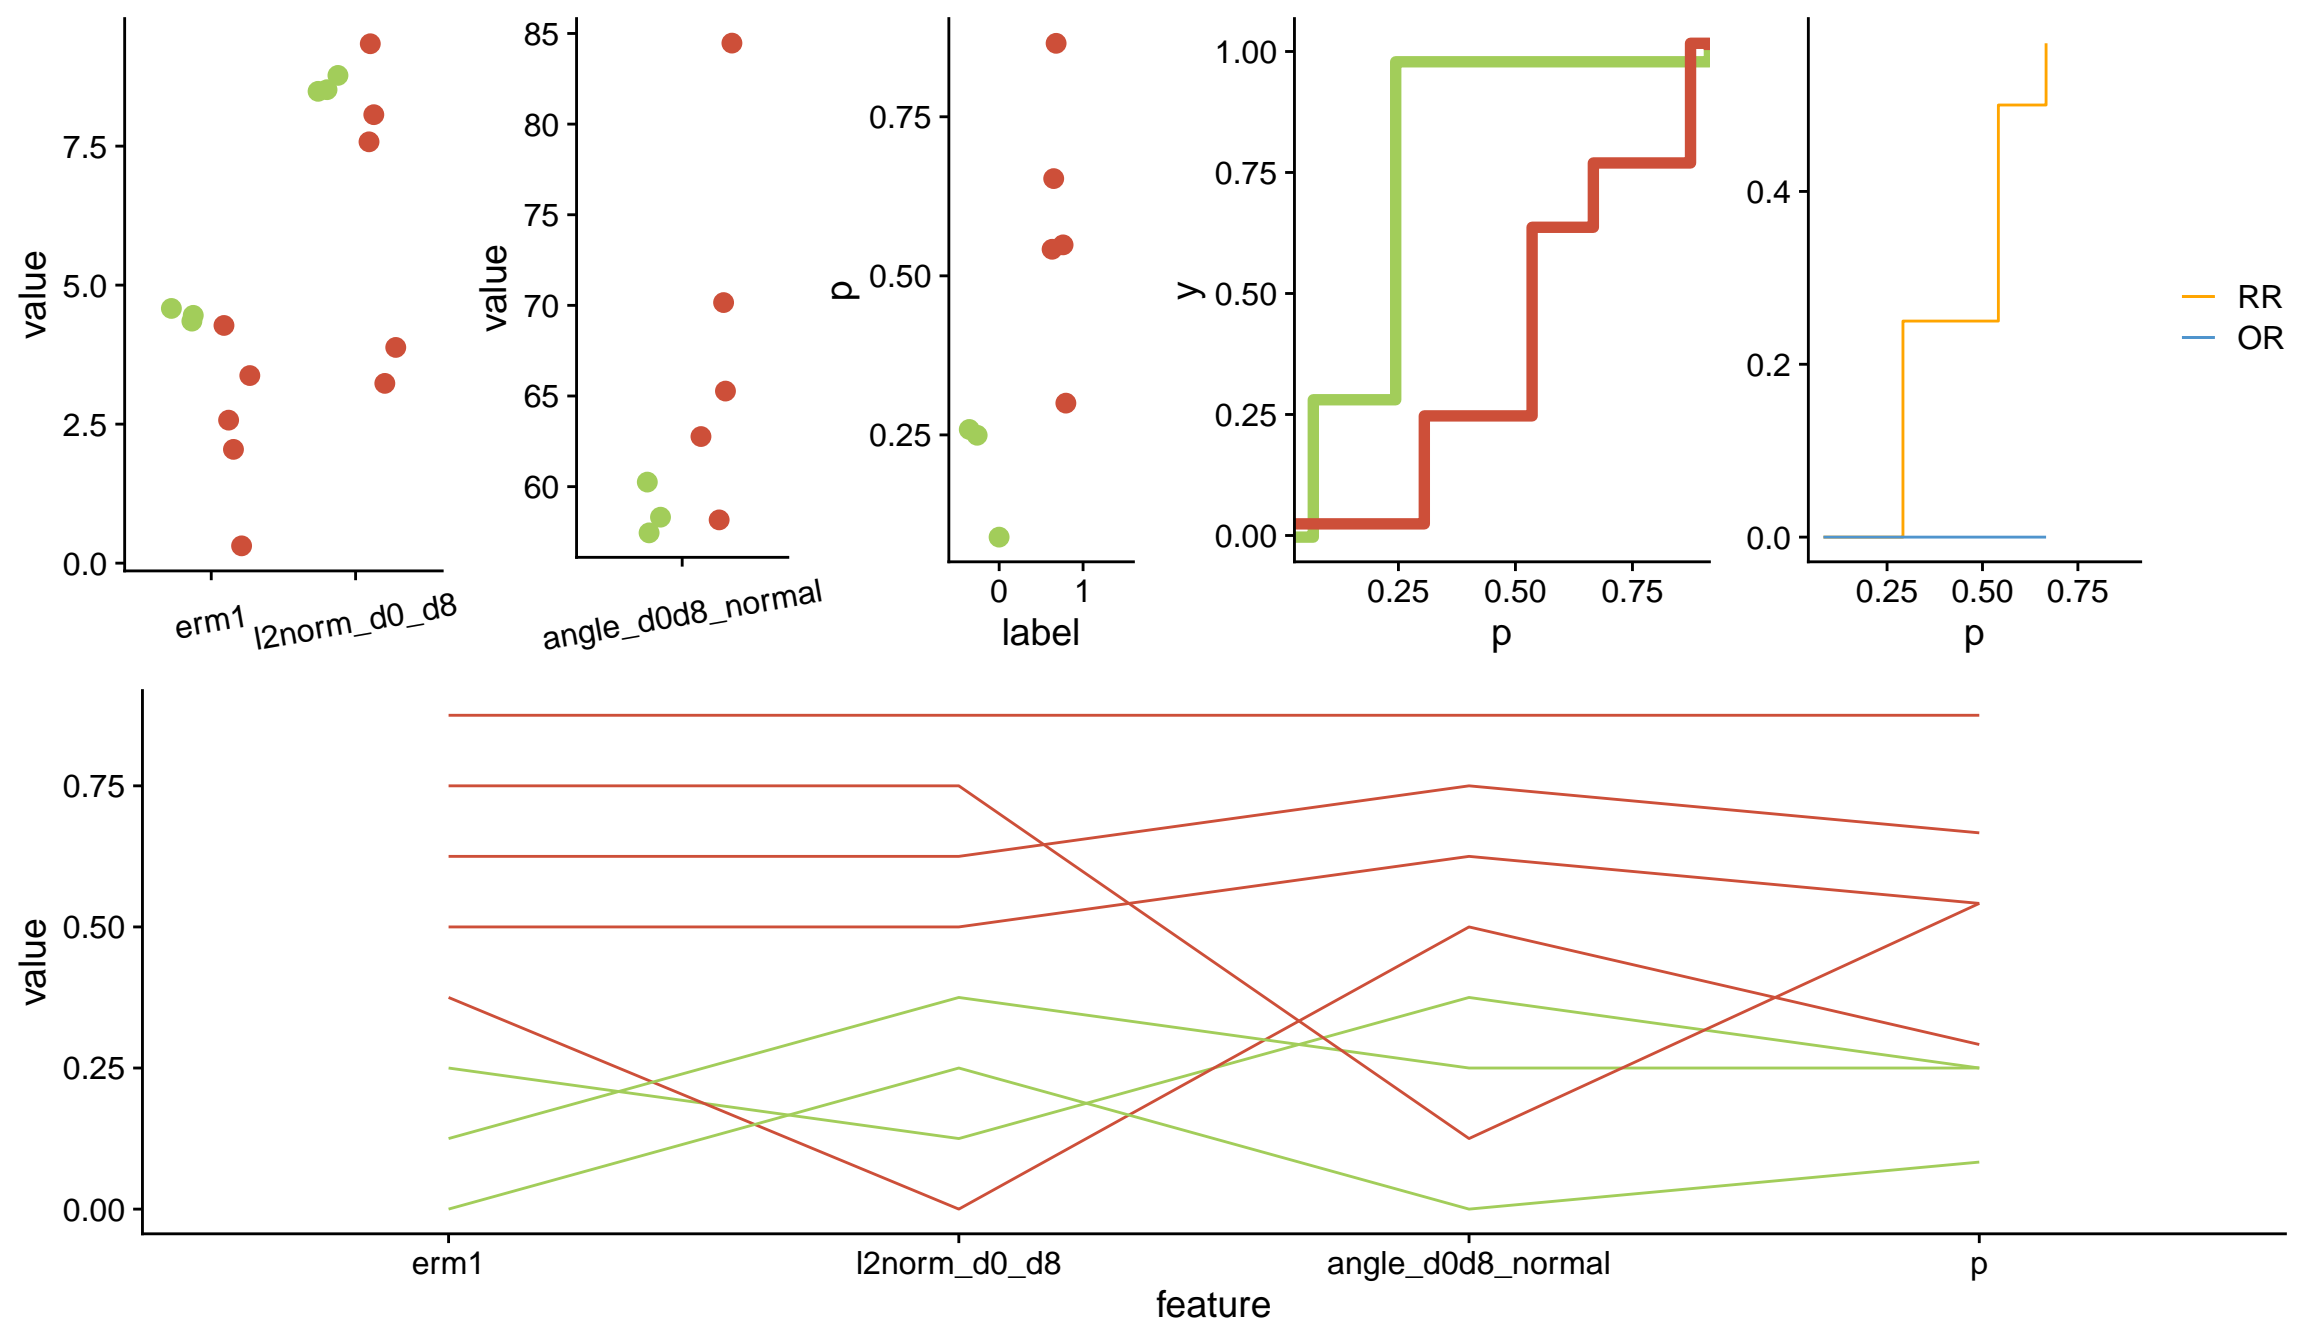 value
7.5
5.0
2.5
0.0
erm1
l2norm_d0_d8
value
85
80
75
70
65
60
angle_d0d8_normal
p
0.75
0.50
0.25
0 1
label
y
1.00
0.75
0.50
0.25
0.00
0.25 0.50 0.75
p
0.4
0.2
0.0
0.25 0.50 0.75
p
RR
OR
value
0.75
0.50
0.25
0.00
erm1 l2norm_d0_d8 angle_d0d8_normal p
feature